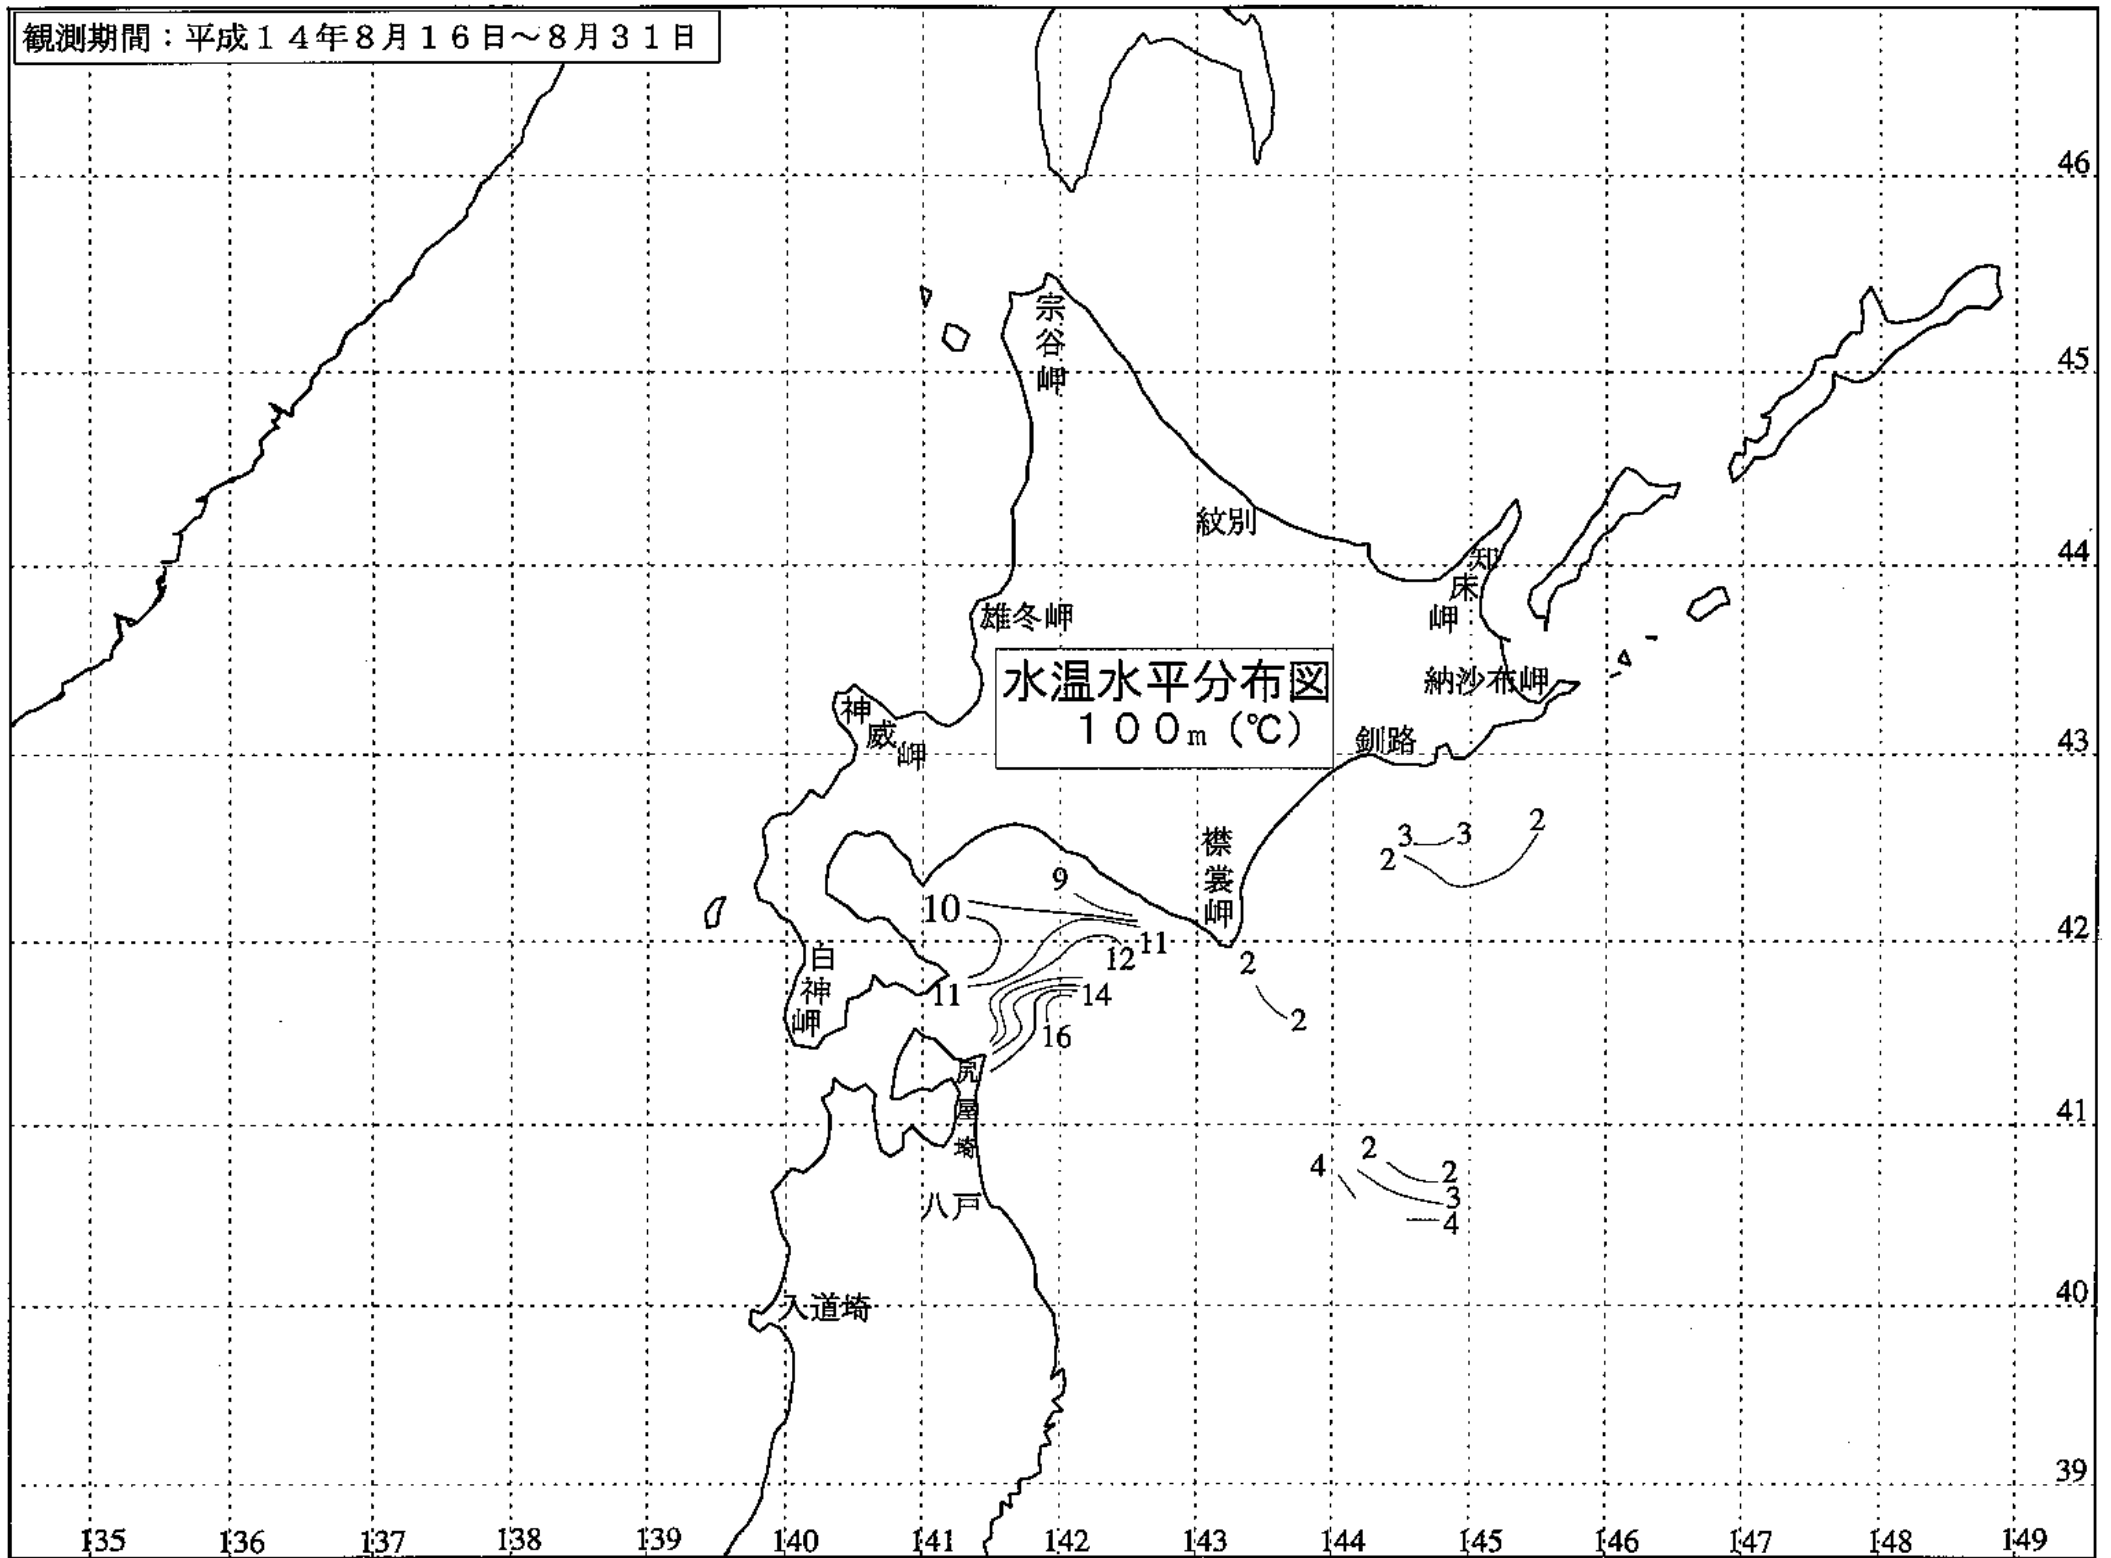 観測期間：平成１４年８月１６日～８月３１日
46
宗谷岬
45
紋別
44
知床岬
雄冬岬
水温水平分布図
１００m（℃）
納沙布岬
神威岬
釧路
43
2
3
3
2
襟裳岬
9
10
42
11
12
2
白神岬
11
14
2
16
尻屋埼
41
2
4
2
3
4
八戸
入道埼
40
39
135 136 137 138 139 140 141 142 143 144 145 146 147 148 149